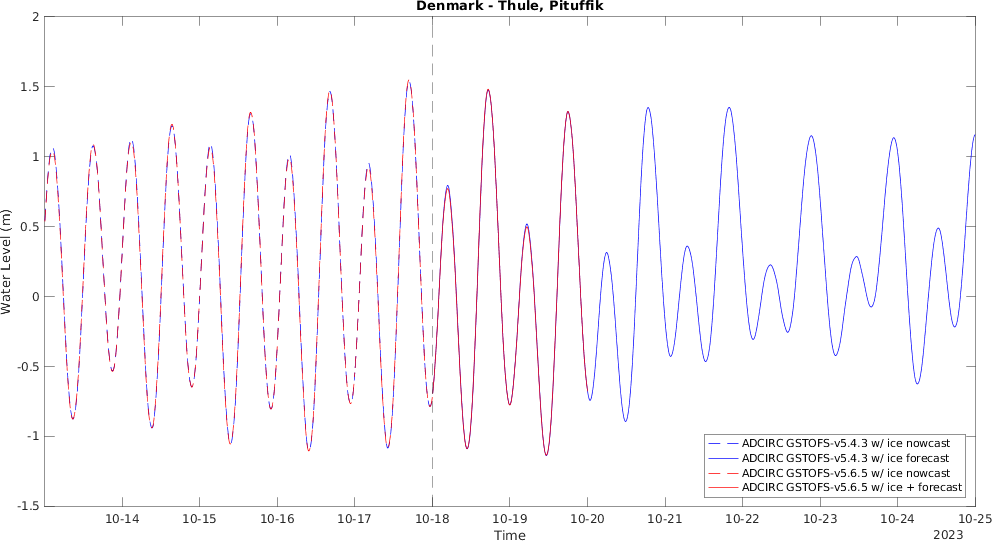 Denmark - Thule, Pituffik
2
1.5
1
0.5
0
-0.5
-1
-1.5
Water Level (m)
ADCIRC GSTOFS-v5.4.3 w/ ice nowcast
ADCIRC GSTOFS-v5.4.3 w/ ice forecast
ADCIRC GSTOFS-v5.6.5 w/ ice nowcast
ADCIRC GSTOFS-v5.6.5 w/ ice + forecast
10-14 10-15 10-16 10-17 10-18 10-19 10-20 10-21 10-22 10-23 10-24 10-25
Time
2023